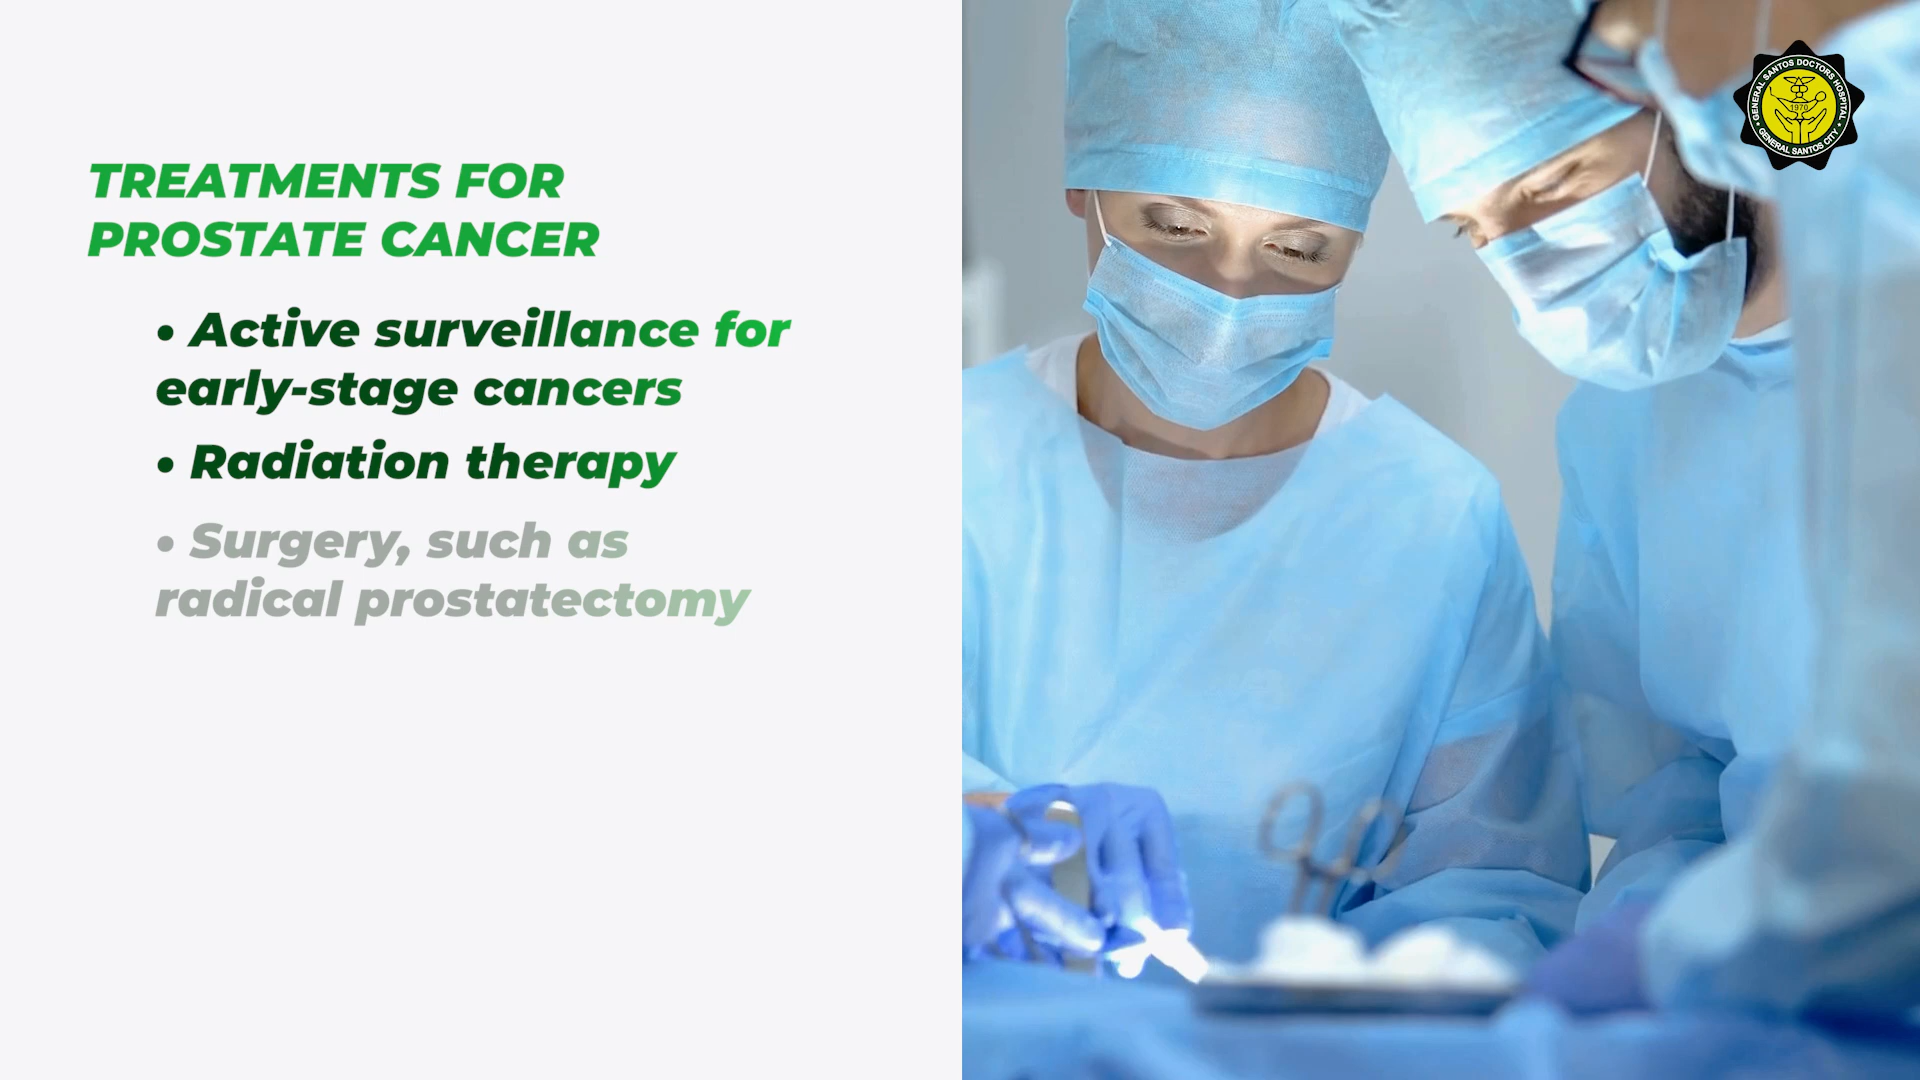 TREATMENTS FOR
PROSTATE CANCER
• Active surveillance for
early-stage cancers
• Radiation therapy
• Surgery, such as
radical prostatectomy
GENERAL SANTOS DOCTORS HOSPITAL
1970
GENERAL SANTOS CITY